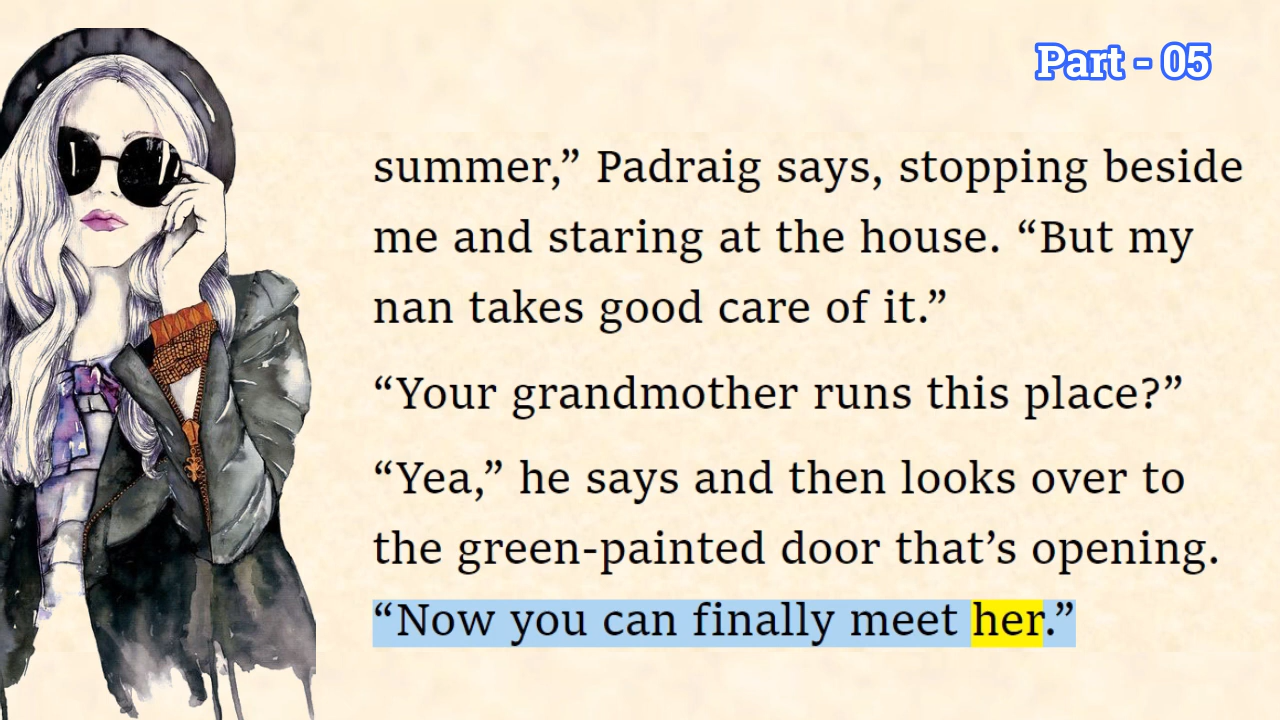 Part - 05
summer,” Padraig says, stopping beside
me and staring at the house. “But my
nan takes good care of it.”
“Your grandmother runs this place?”
“Yea,” he says and then looks over to
the green-painted door that’s opening.
“Now you can finally meet her.”